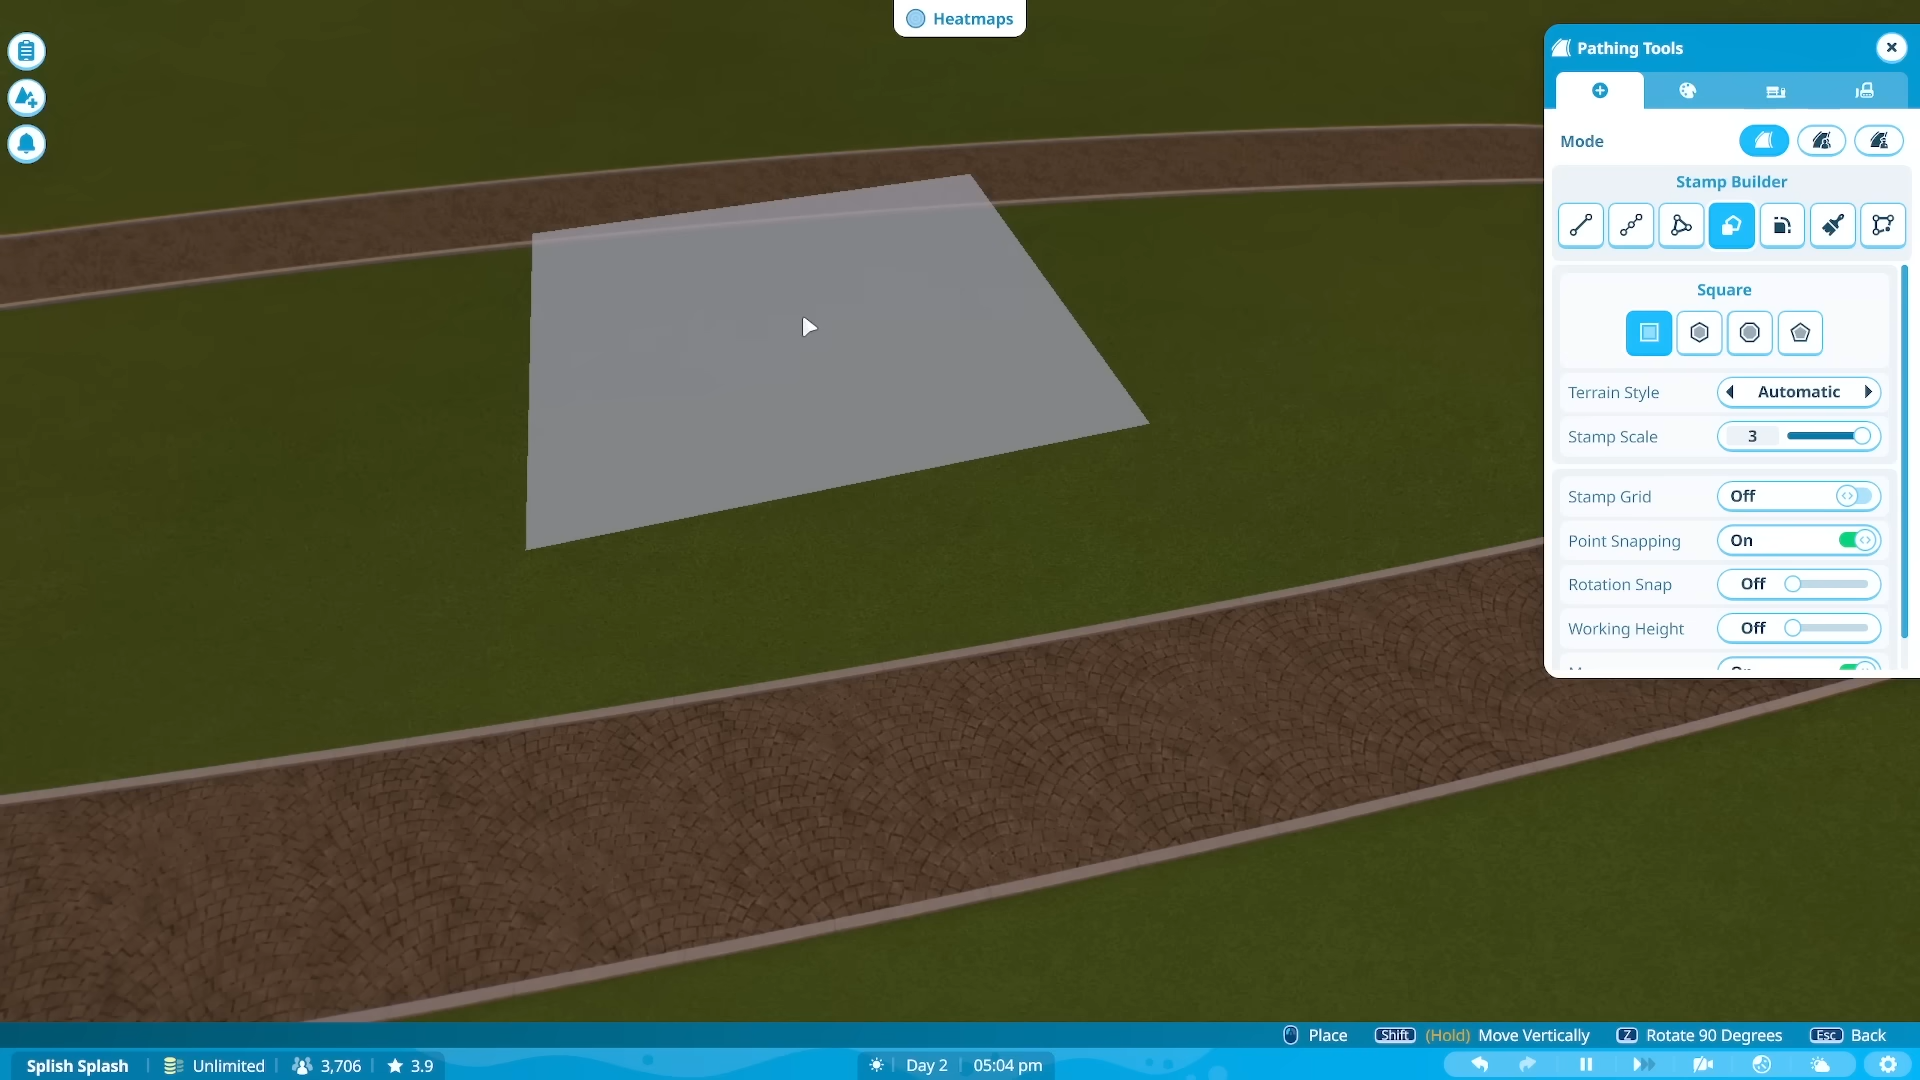 Heatmaps
Pathing Tools
Mode
Stamp Builder
Square
Terrain Style Automatic
Stamp Scale 3
Stamp Grid Off
Point Snapping On
Rotation Snap Off
Working Height Off
Place Shift (Hold) Move Vertically Z Rotate 90 Degrees Esc Back
Splish Splash Unlimited 3,706 3.9 Day 2 05:04 pm